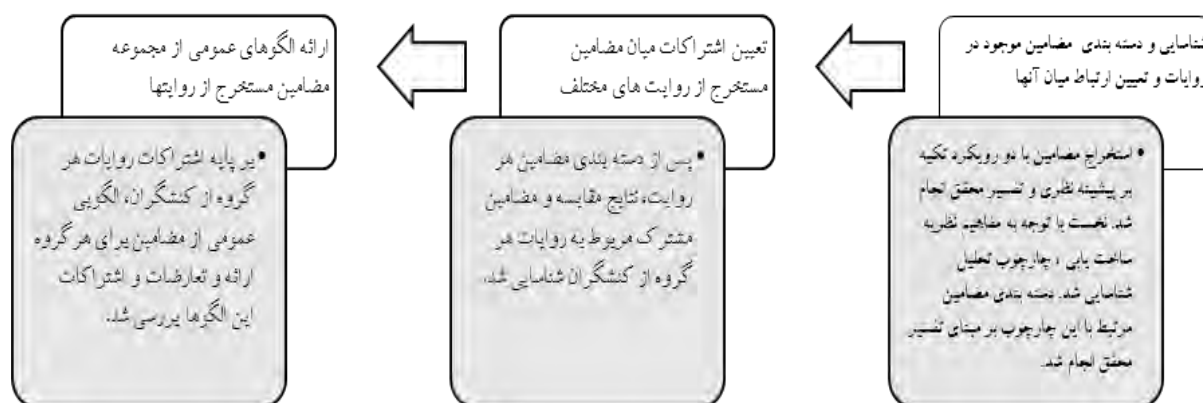 شناسایی و دسته بندی مضامین موجود در
روایات و تعیین ارتباط میان آنها
• استخراج مضامین با دو رویکرد تکیه
بر پیشینه نظری و تفسیر محقق انجام
شد. نخست با توجه به مفاهیم نظریه
ساخت یابی ، چارچوب تحلیل
شناسایی شد. دسته بندی مضامین
مرتبط با این چارچوب بر مبنای تفسیر
محقق انجام شد.
تعیین اشتراکات میان مضامین
مستخرج از روایت های مختلف
• پس از دسته بندی مضامین هر
روایت، نتایج مقایسه و مضامین
مشترک مربوط به روایات هر
گروه از کنشگران شناسایی شد.
ارائه الگوهای عمومی از مجموعه
مضامین مستخرج از روایتها
• بر پایه اشتراکات روایات هر
گروه از کنشگران، الگویی
عمومی از مضامین برای هر گروه
ارائه و تعارضات و اشتراکات
این الگوها بررسی شد.